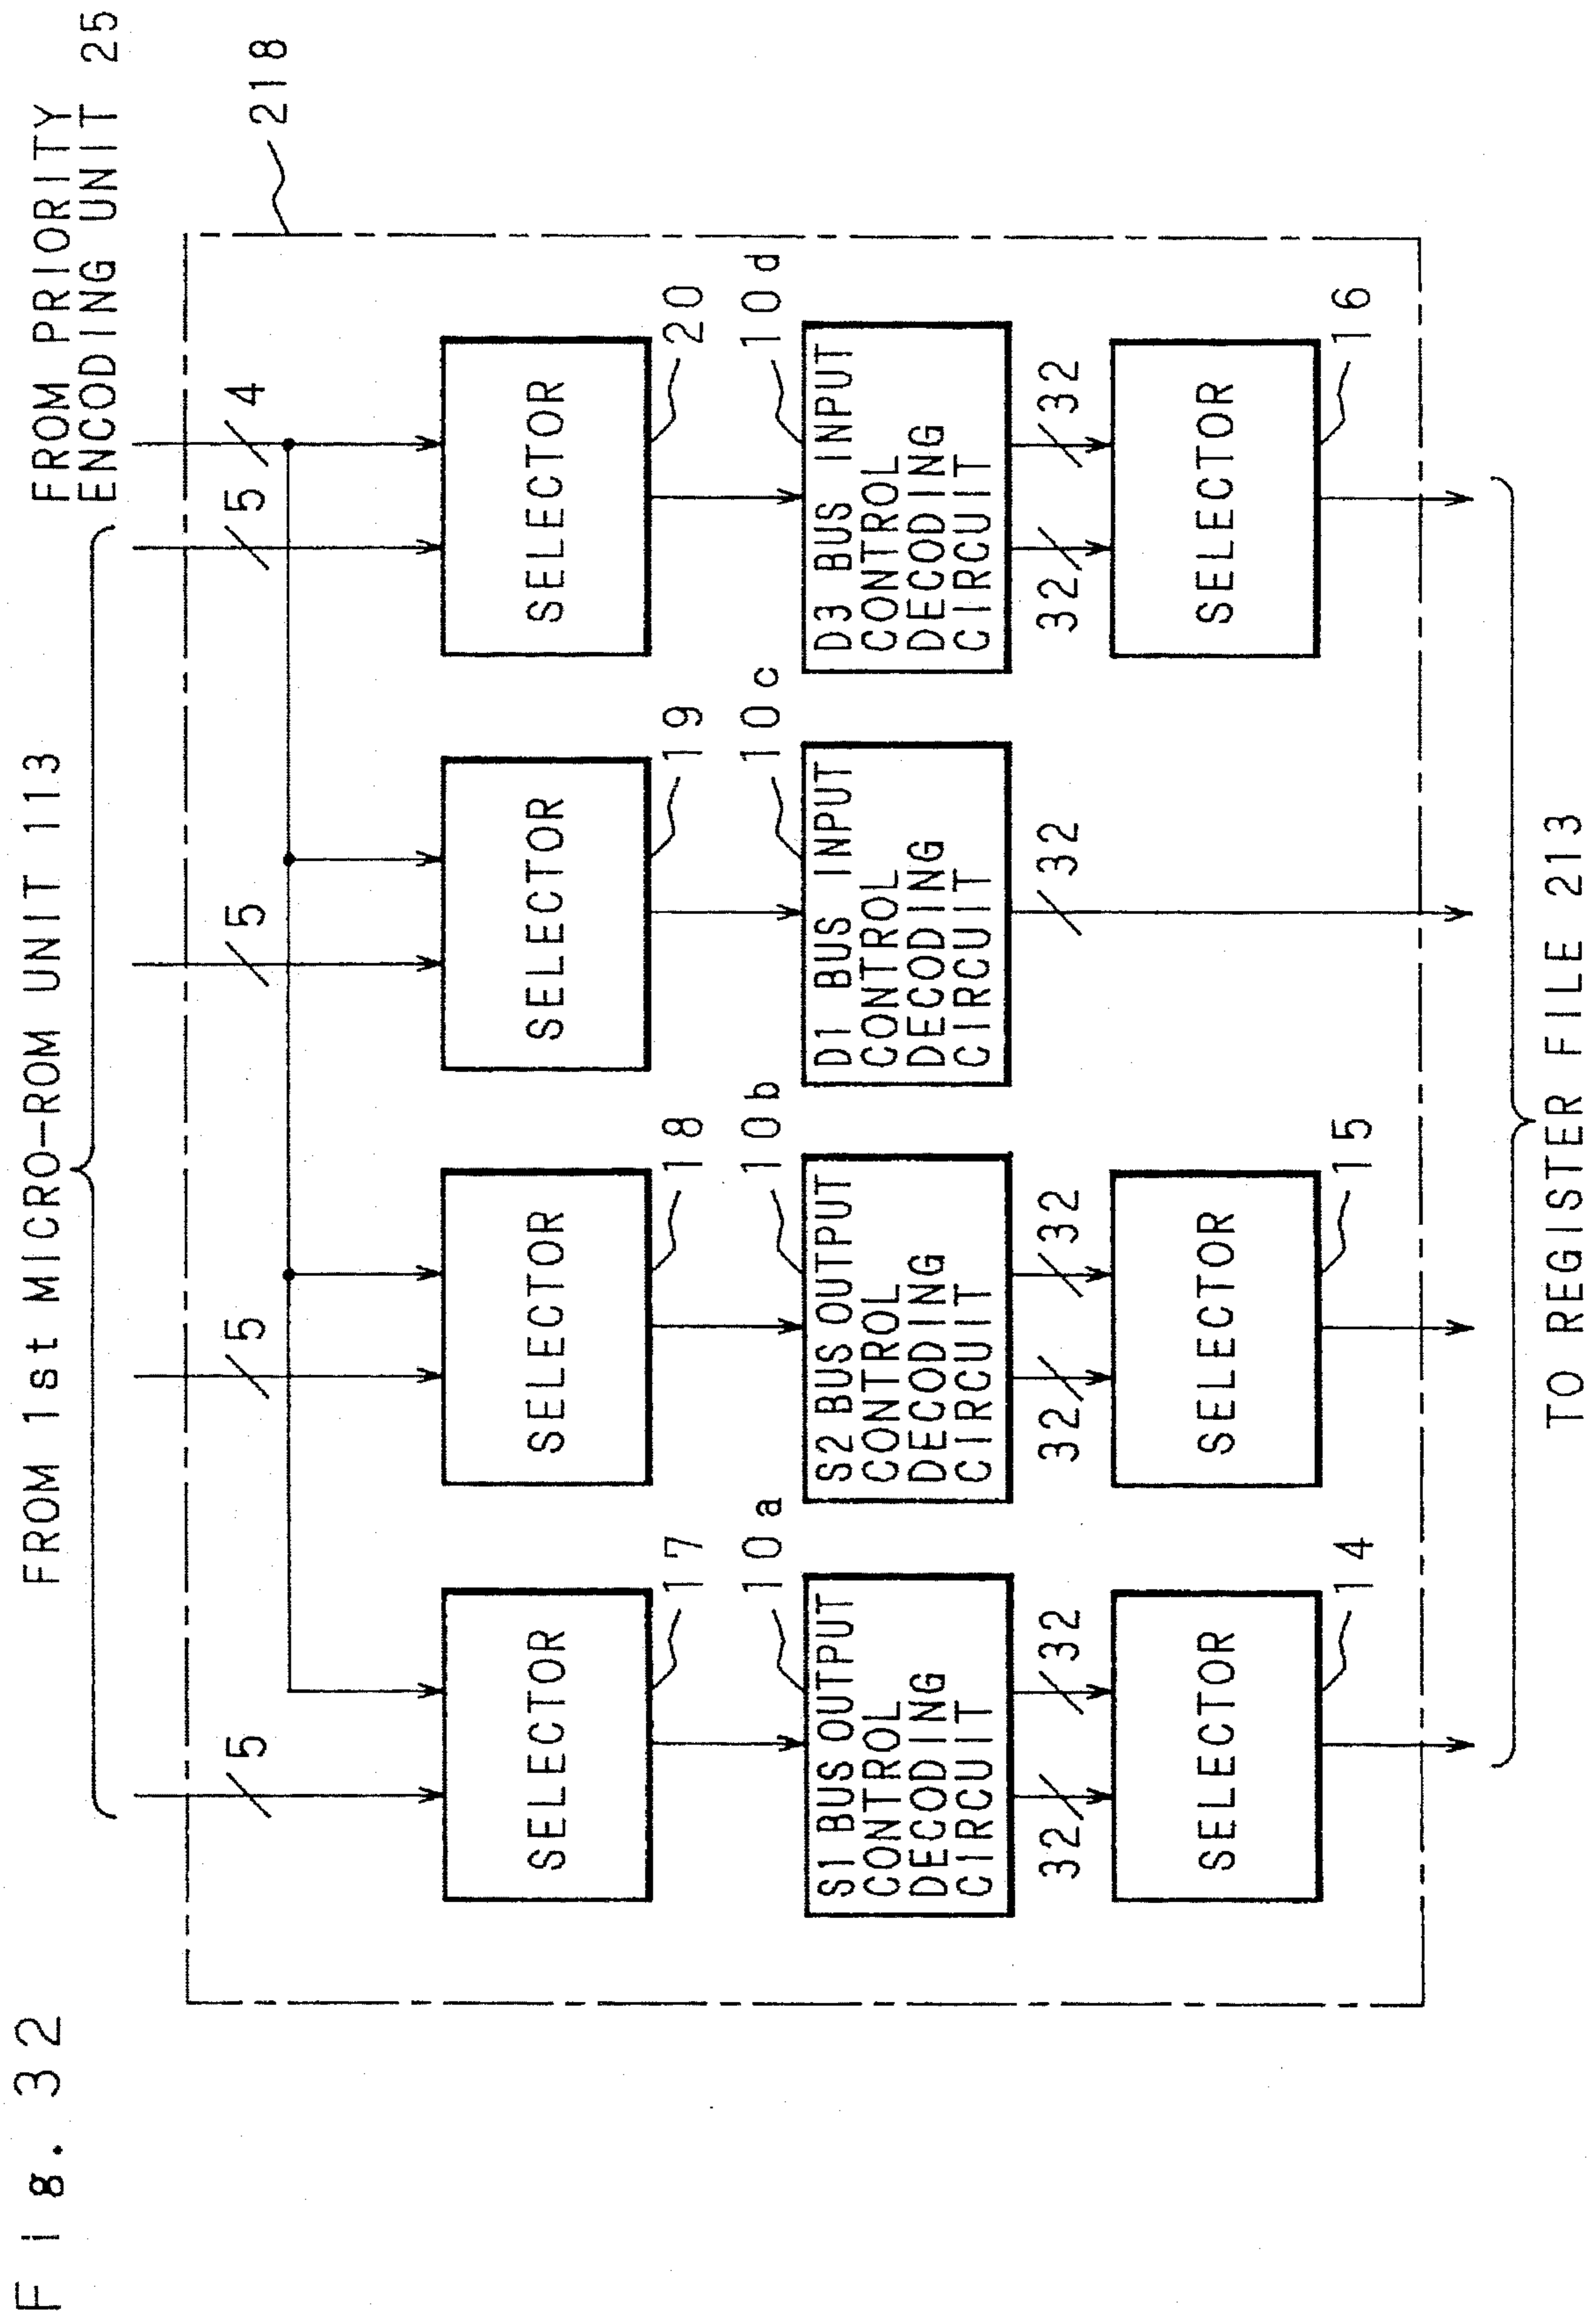 Fig. 32
FROM 1st MICRO-ROM UNIT 113
FROM PRIORITY
ENCODING UNIT 25
218
5
5
5
5
4
SELECTOR
17
SELECTOR
18
SELECTOR
19
SELECTOR
20
S1 BUS OUTPUT
CONTROL
DECODING
CIRCUIT
10a
S2 BUS OUTPUT
CONTROL
DECODING
CIRCUIT
10b
D1 BUS INPUT
CONTROL
DECODING
CIRCUIT
10c
D3 BUS INPUT
CONTROL
DECODING
CIRCUIT
10d
32
32
32
32
32
32
32
SELECTOR
14
SELECTOR
15
SELECTOR
16
TO REGISTER FILE 213